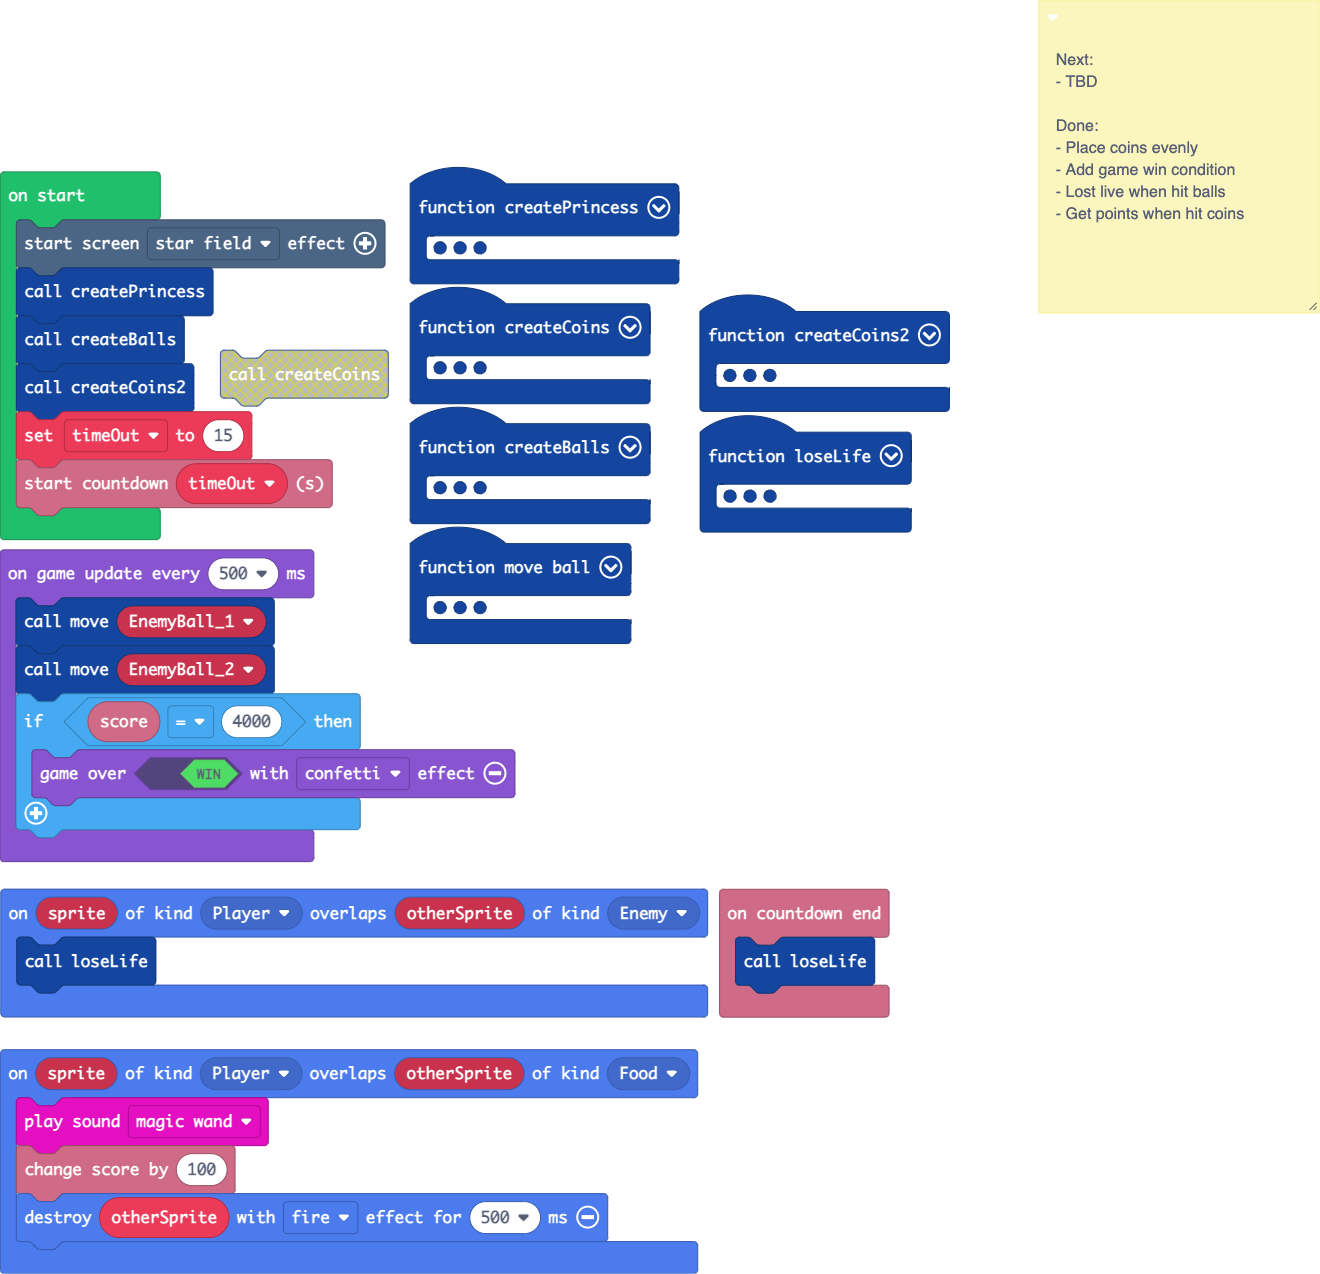 Next:
- TBD
Done:
- Place coins evenly
- Add game win condition
- Lost live when hit balls
- Get points when hit coins
on start
start screen star field effect
call createPrincess
call createBalls
call createCoins2
set timeOut to 15
start countdown timeOut (s)
call createCoins
function createPrincess
function createCoins
function createBalls
function move ball
function createCoins2
function loseLife
on game update every 500 ms
call move EnemyBall_1
call move EnemyBall_2
if score = 4000 then
game over WIN with confetti effect
on sprite of kind Player overlaps otherSprite of kind Enemy
call loseLife
on countdown end
call loseLife
on sprite of kind Player overlaps otherSprite of kind Food
play sound magic wand
change score by 100
destroy otherSprite with fire effect for 500 ms